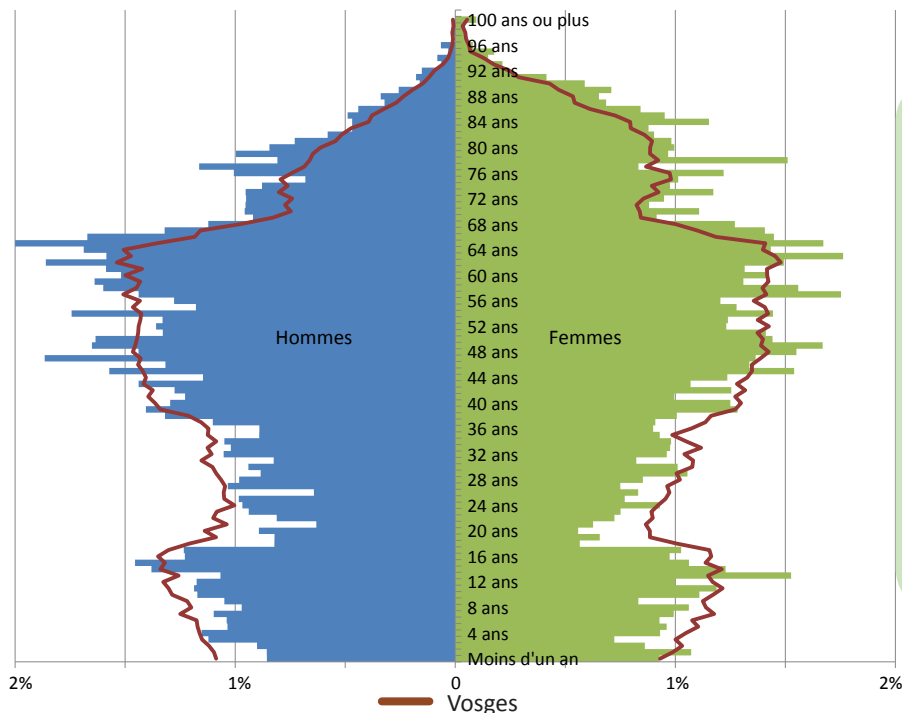 100 ans ou plus
96 ans
92 ans
88 ans
84 ans
80 ans
76 ans
72 ans
68 ans
64 ans
60 ans
56 ans
52 ans
Hommes Femmes
48 ans
44 ans
40 ans
36 ans
32 ans
28 ans
24 ans
20 ans
16 ans
12 ans
8 ans
4 ans
Moins d'un an
2% 1% 0 1% 2%
Vosges